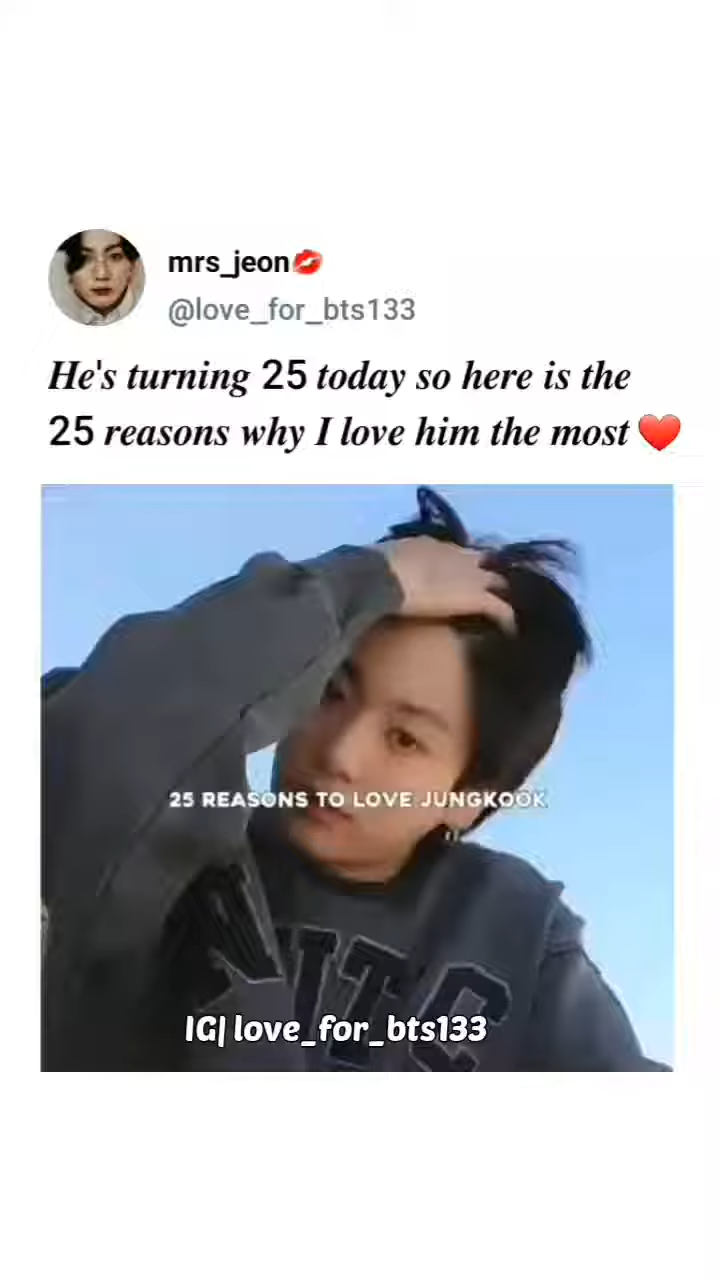 mrs_jeon💋
@love_for_bts133
He's turning 25 today so here is the
25 reasons why I love him the most ❤️
25 REASONS TO LOVE JUNGKOOK
IG| love_for_bts133